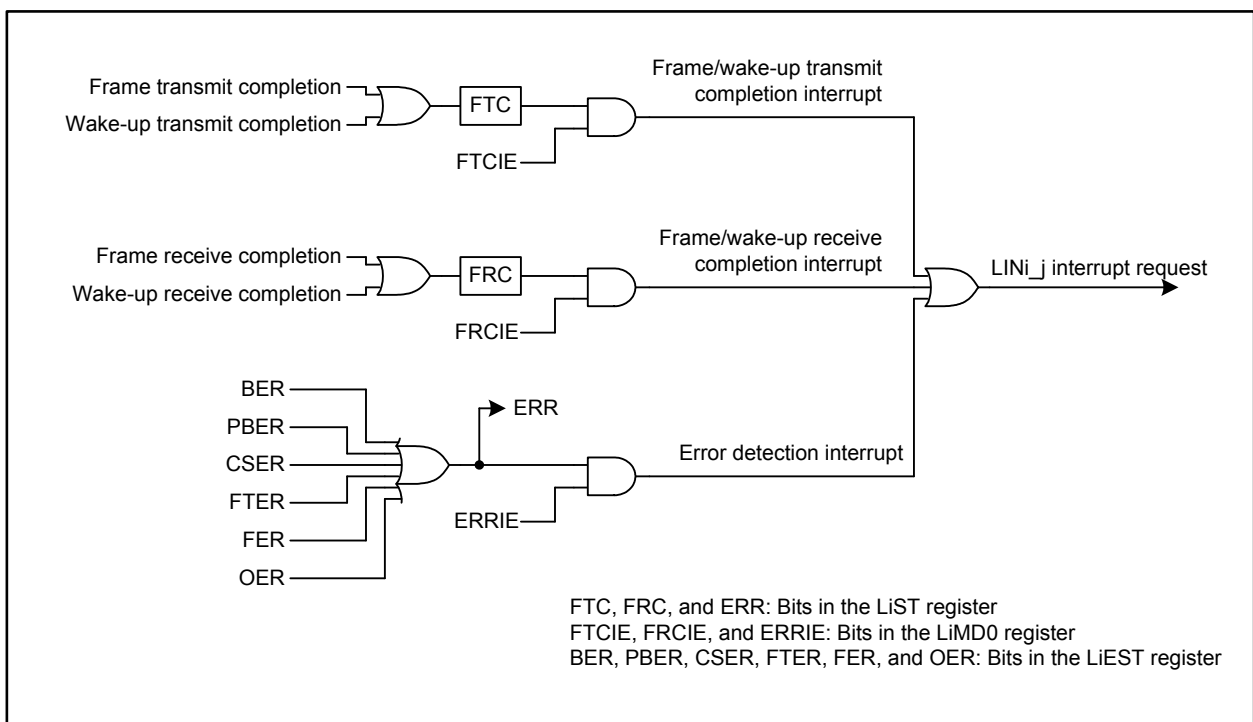 Frame transmit completion
Wake-up transmit completion
FTC
FTCIE
Frame/wake-up transmit
completion interrupt
Frame receive completion
Wake-up receive completion
FRC
FRCIE
Frame/wake-up receive
completion interrupt
LINi_j interrupt request
BER
PBER
CSER
FTER
FER
OER
ERR
ERRIE
Error detection interrupt
FTC, FRC, and ERR: Bits in the LiST register
FTCIE, FRCIE, and ERRIE: Bits in the LiMD0 register
BER, PBER, CSER, FTER, FER, and OER: Bits in the LiEST register